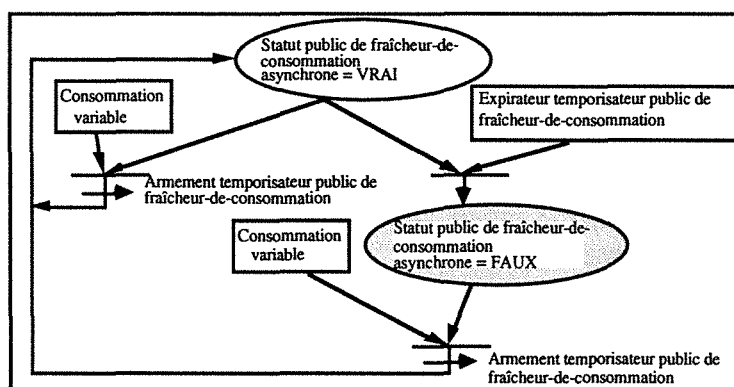 Statut public de fraîcheur-de-
consommation
asynchrone = VRAI
Consommation
variable
Expirateur temporisateur public de
fraîcheur-de-consommation
Armement temporisateur public de
fraîcheur-de-consommation
Statut public de fraîcheur-de-
consommation
asynchrone = FAUX
Consommation
variable
Armement temporisateur public de
fraîcheur-de-consommation